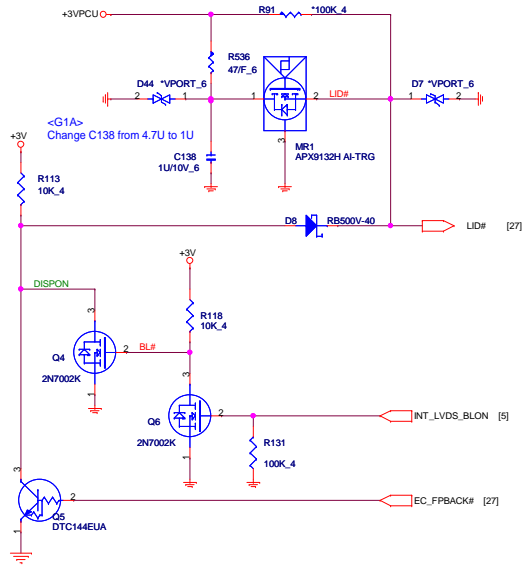 R91 *100K_4
+3VPCU
R536
47/F_6
D44 *VPORT_6
2 1
1 2
LID#
D7 *VPORT_6
1 2
3
MR1
APX9132H AI-TRG
<G1A>
Change C138 from 4.7U to 1U
C138
1U/10V_6
+3V
R113
10K_4
D8 RB500V-40
LID# [27]
+3V
DISPON
R118
10K_4
3
2
BL#
Q4
1
2N7002K
3
2
INT_LVDS_BLON [5]
Q6
2N7002K
1
R131
100K_4
3
2
EC_FPBACK# [27]
Q5
DTC144EUA
1